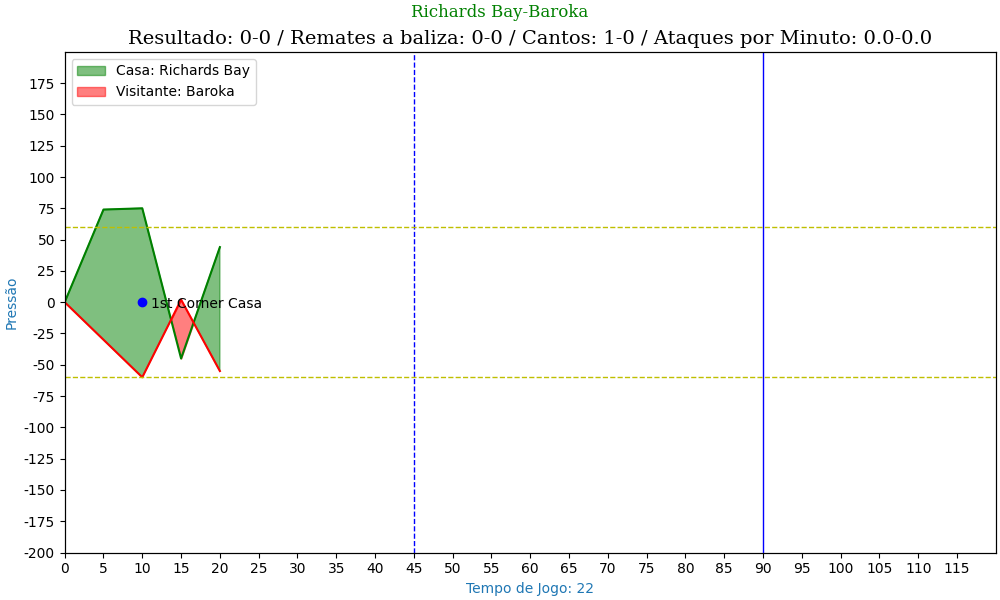 Richards Bay-Baroka
Resultado: 0-0 / Remates a baliza: 0-0 / Cantos: 1-0 / Ataques por Minuto: 0.0-0.0
Casa: Richards Bay
Visitante: Baroka
175
150
125
100
75
50
25
0
-25
-50
-75
-100
-125
-150
-175
-200
Pressão
1st Corner Casa
0 5 10 15 20 25 30 35 40 45 50 55 60 65 70 75 80 85 90 95 100 105 110 115
Tempo de Jogo: 22